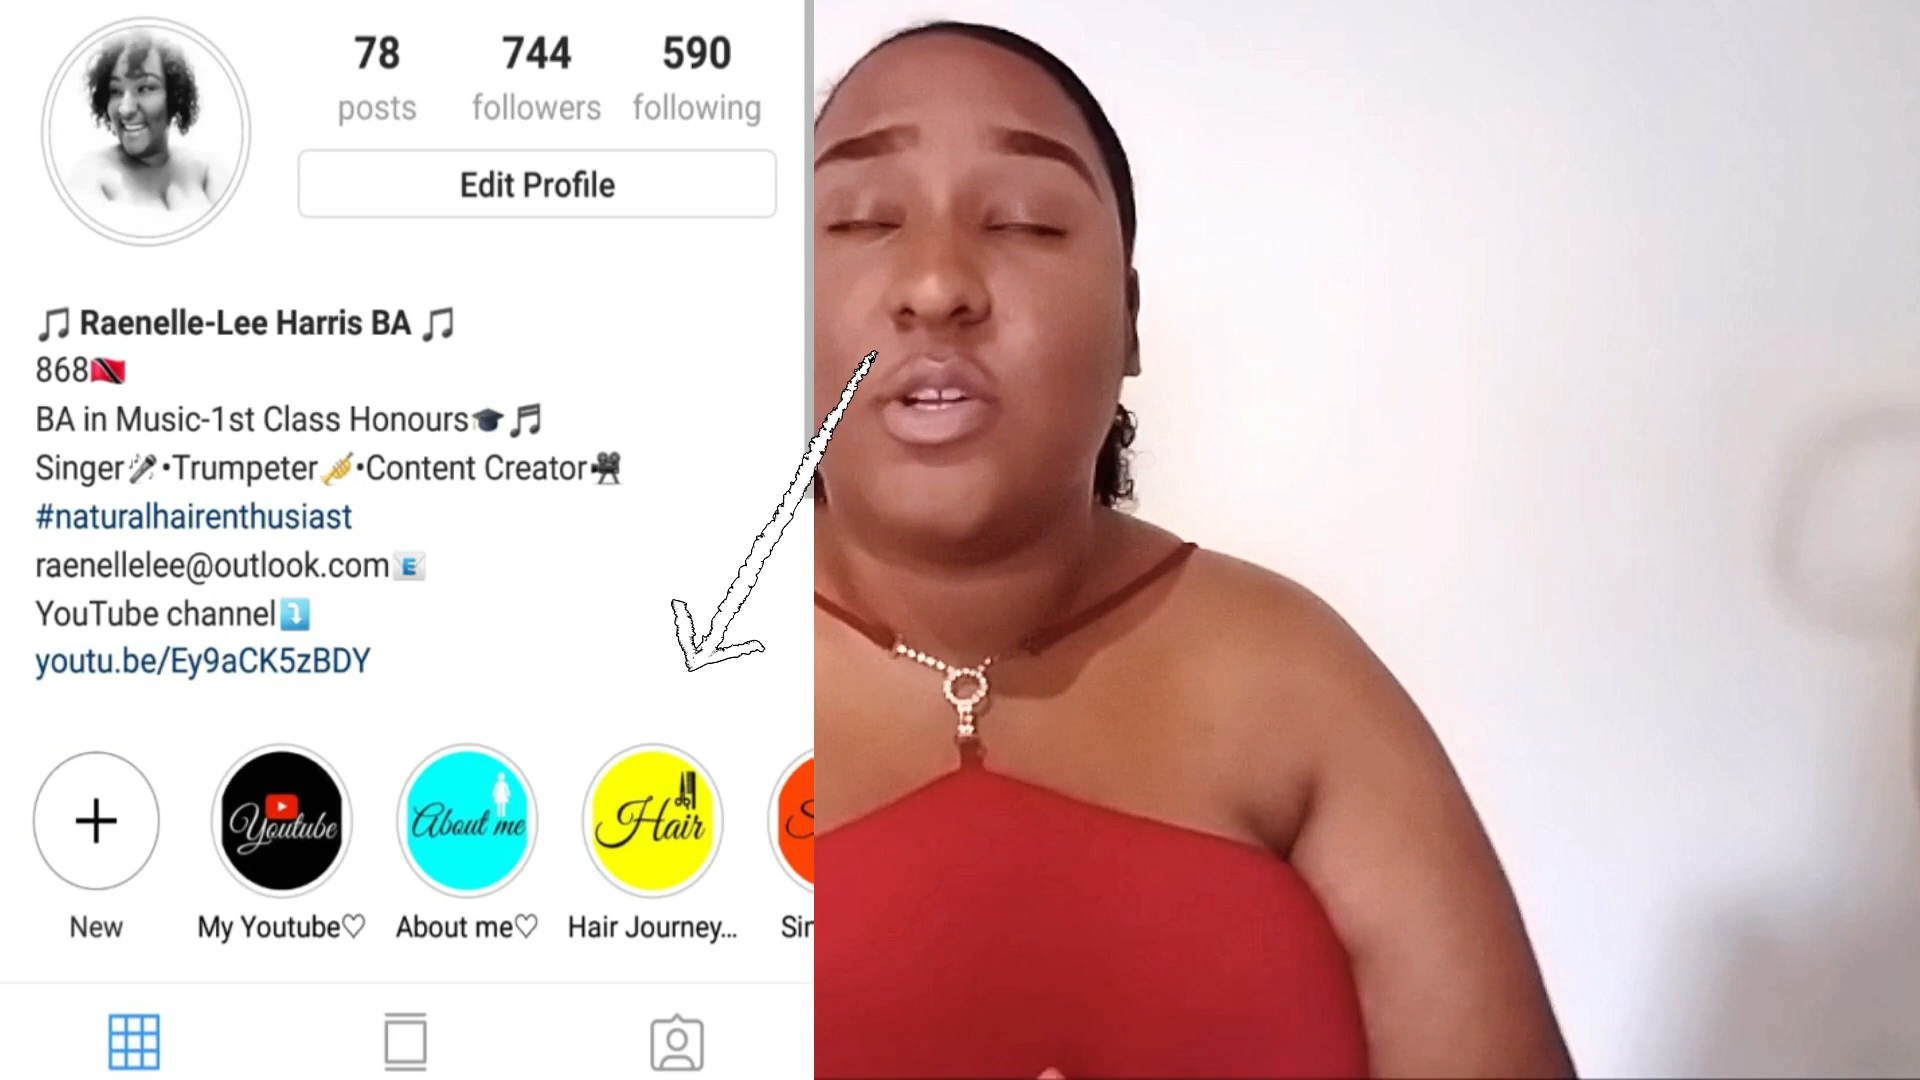 78 744 590
posts followers following
Edit Profile
🎵 Raenelle-Lee Harris BA 🎵
868🇹🇹
BA in Music-1st Class Honours🎓🎵
Singer🎤•Trumpeter🎺•Content Creator🎥
#naturalhairenthusiast
raenellelee@outlook.com📧
YouTube channel⤵️
youtu.be/Ey9aCK5zBDY
Youtube About me Hair
New My Youtube♡ About me♡ Hair Journey...